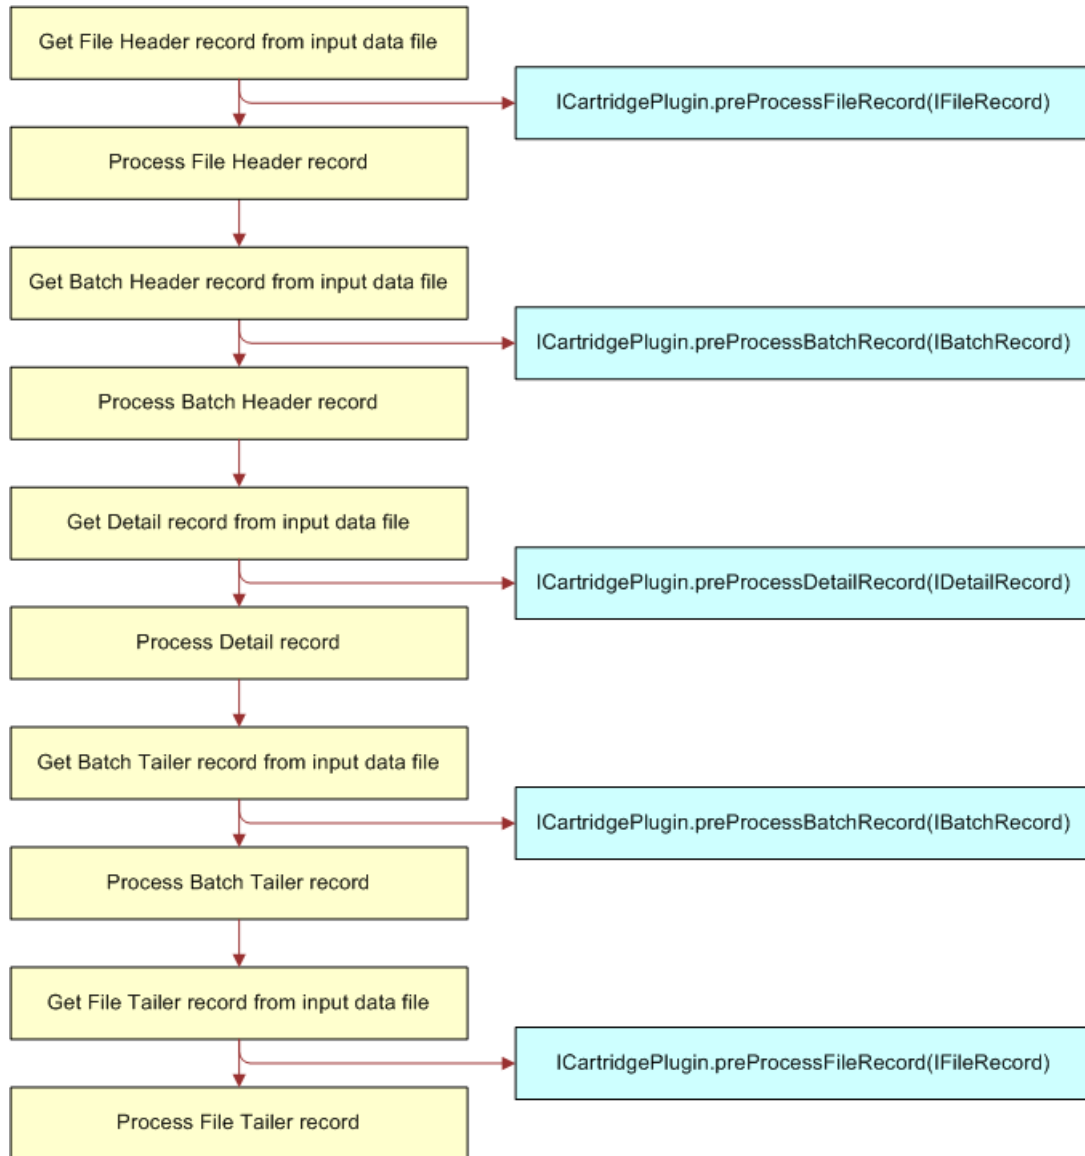 Get File Header record from input data file
ICartridgePlugin.preProcessFileRecord(IFileRecord)
Process File Header record
Get Batch Header record from input data file
ICartridgePlugin.preProcessBatchRecord(IBatchRecord)
Process Batch Header record
Get Detail record from input data file
ICartridgePlugin.preProcessDetailRecord(IDetailRecord)
Process Detail record
Get Batch Tailer record from input data file
ICartridgePlugin.preProcessBatchRecord(IBatchRecord)
Process Batch Tailer record
Get File Tailer record from input data file
ICartridgePlugin.preProcessFileRecord(IFileRecord)
Process File Tailer record